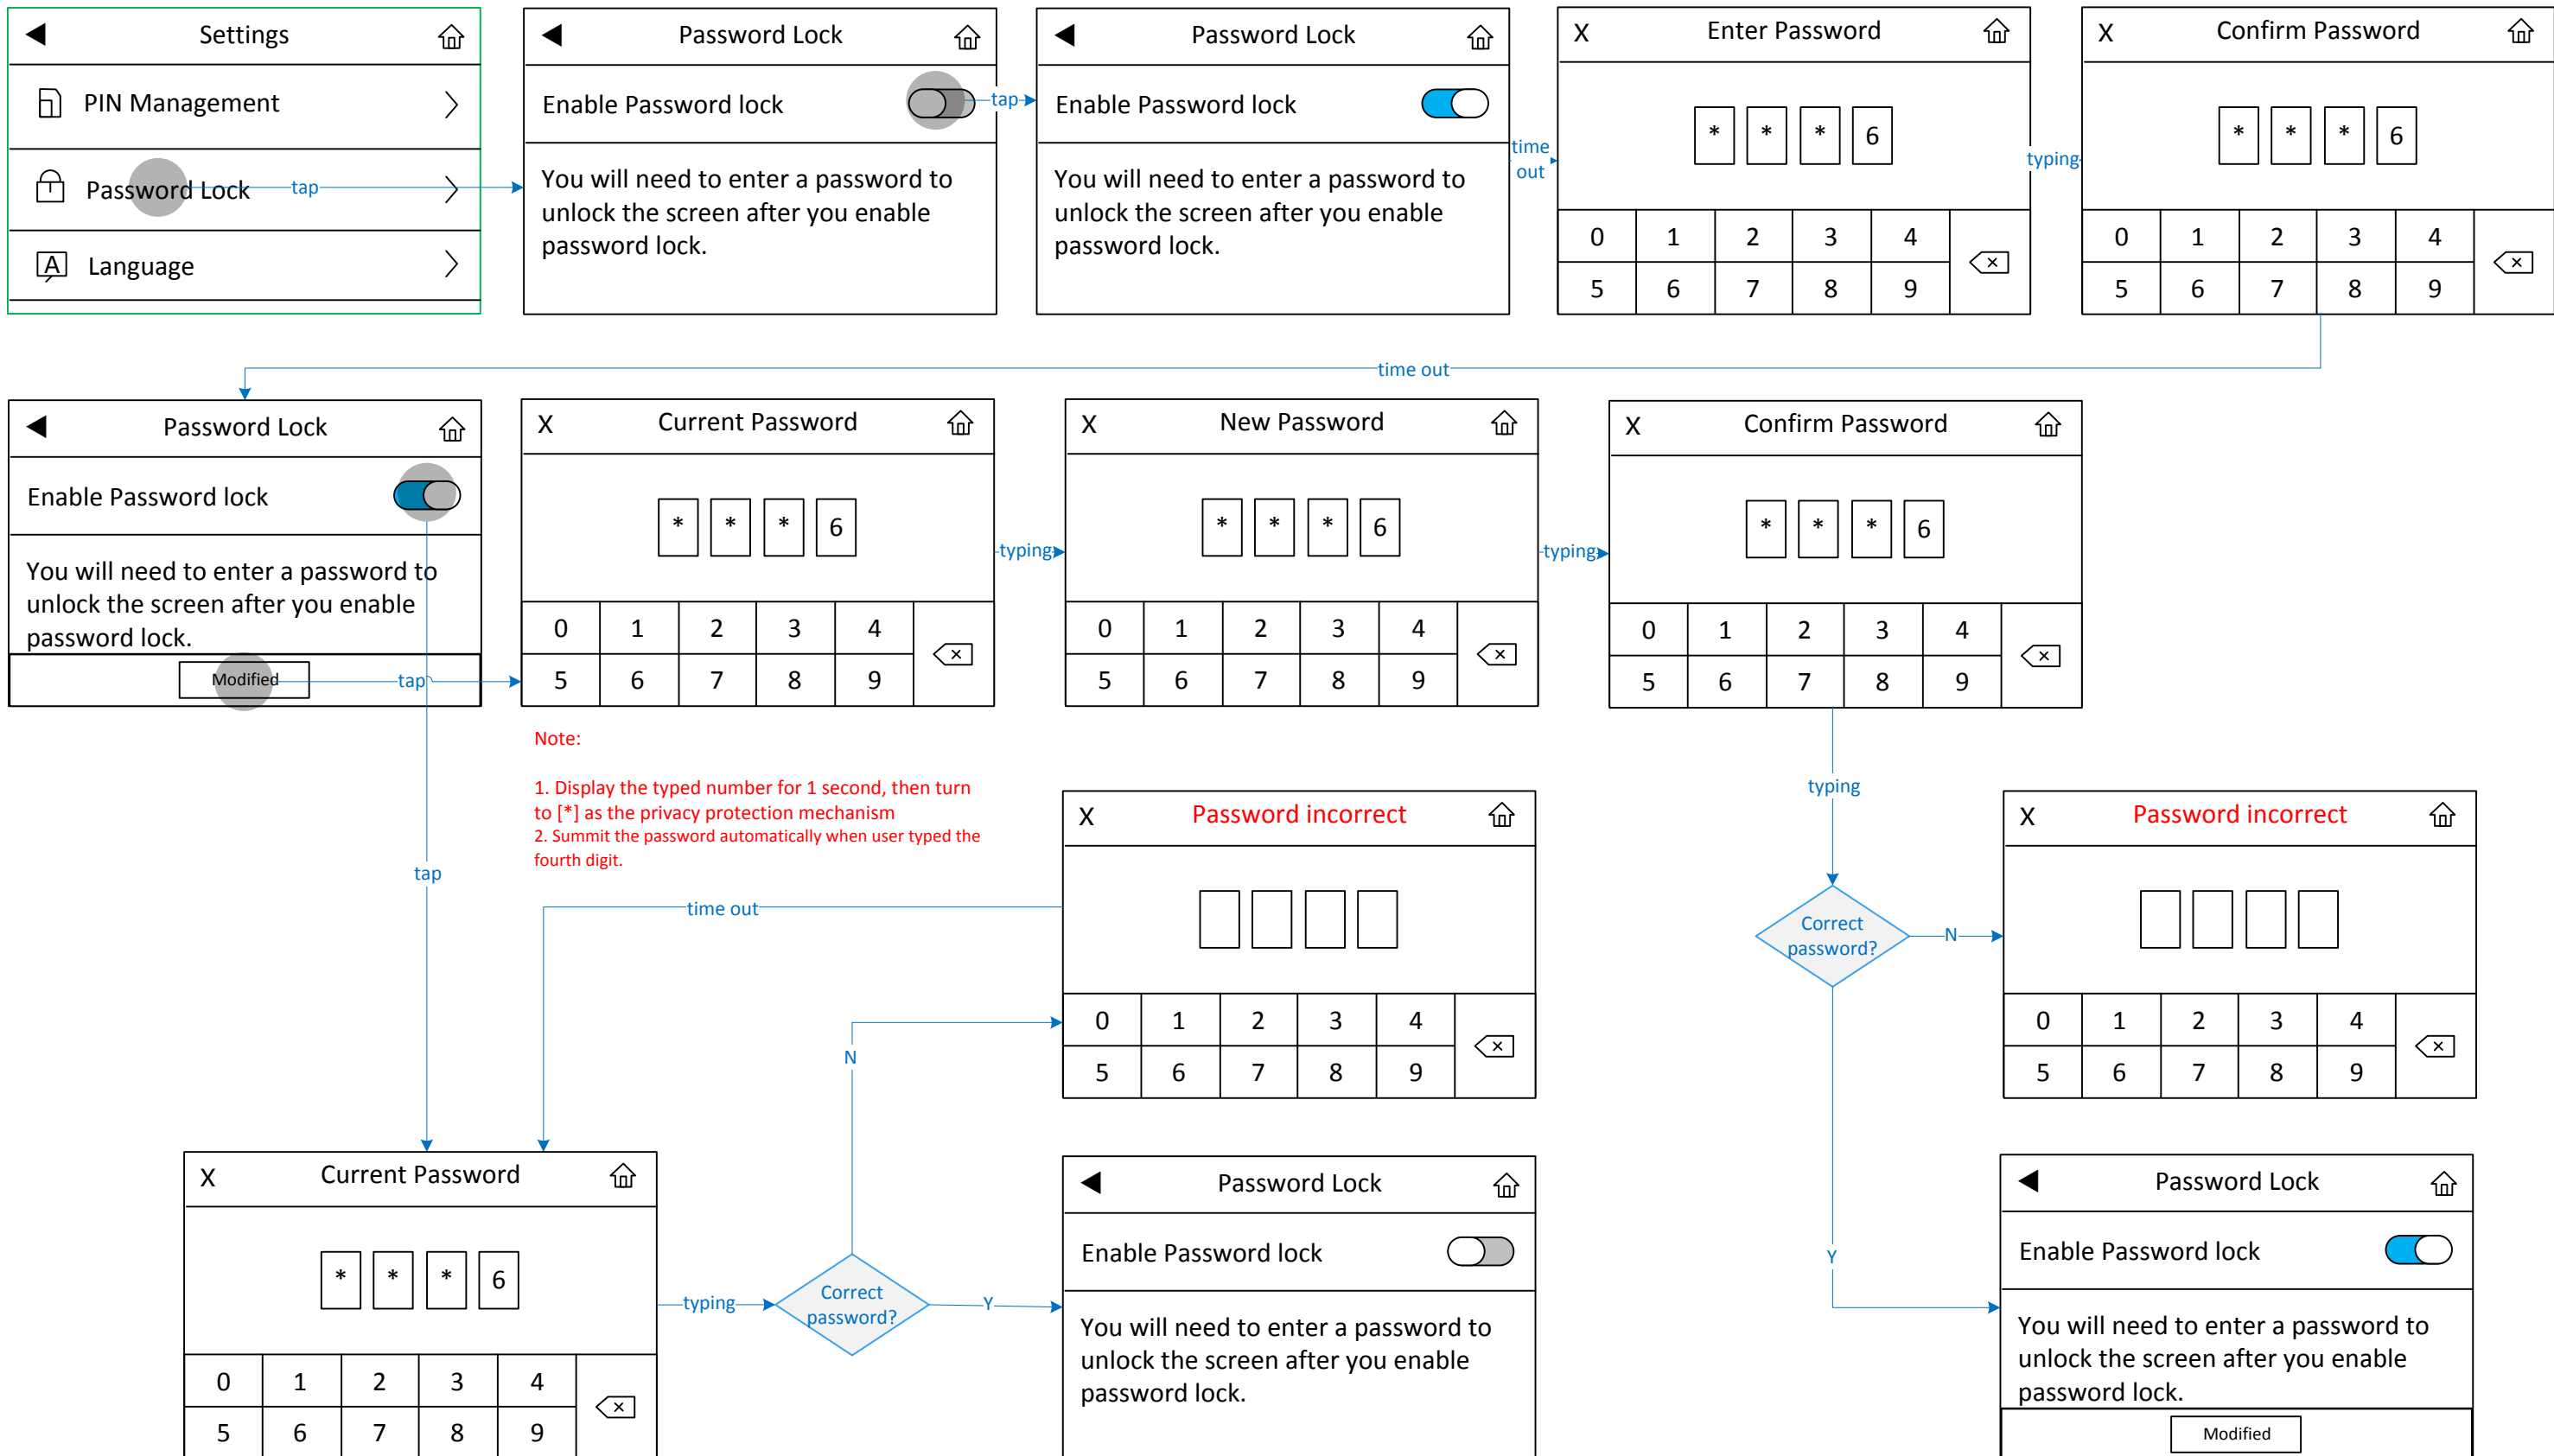 Settings
PIN Management
Password Lock
tap
Language
Password Lock
Enable Password lock
tap
You will need to enter a password to
unlock the screen after you enable
password lock.
Password Lock
Enable Password lock
You will need to enter a password to
unlock the screen after you enable
password lock.
time
out
X Enter Password
* * * 6
0 1 2 3 4
5 6 7 8 9
typing
X Confirm Password
* * * 6
0 1 2 3 4
5 6 7 8 9
time out
Password Lock
Enable Password lock
You will need to enter a password to
unlock the screen after you enable
password lock.
Modified
tap
X Current Password
* * * 6
0 1 2 3 4
5 6 7 8 9
typing
X New Password
* * * 6
0 1 2 3 4
5 6 7 8 9
typing
X Confirm Password
* * * 6
0 1 2 3 4
5 6 7 8 9
Note:
1. Display the typed number for 1 second, then turn
to [*] as the privacy protection mechanism
2. Summit the password automatically when user typed the
fourth digit.
tap
time out
X Password incorrect
0 1 2 3 4
5 6 7 8 9
typing
Correct
password?
N
X Password incorrect
0 1 2 3 4
5 6 7 8 9
N
X Current Password
* * * 6
0 1 2 3 4
5 6 7 8 9
typing
Correct
password?
Y
Password Lock
Enable Password lock
You will need to enter a password to
unlock the screen after you enable
password lock.
Y
Password Lock
Enable Password lock
You will need to enter a password to
unlock the screen after you enable
password lock.
Modified